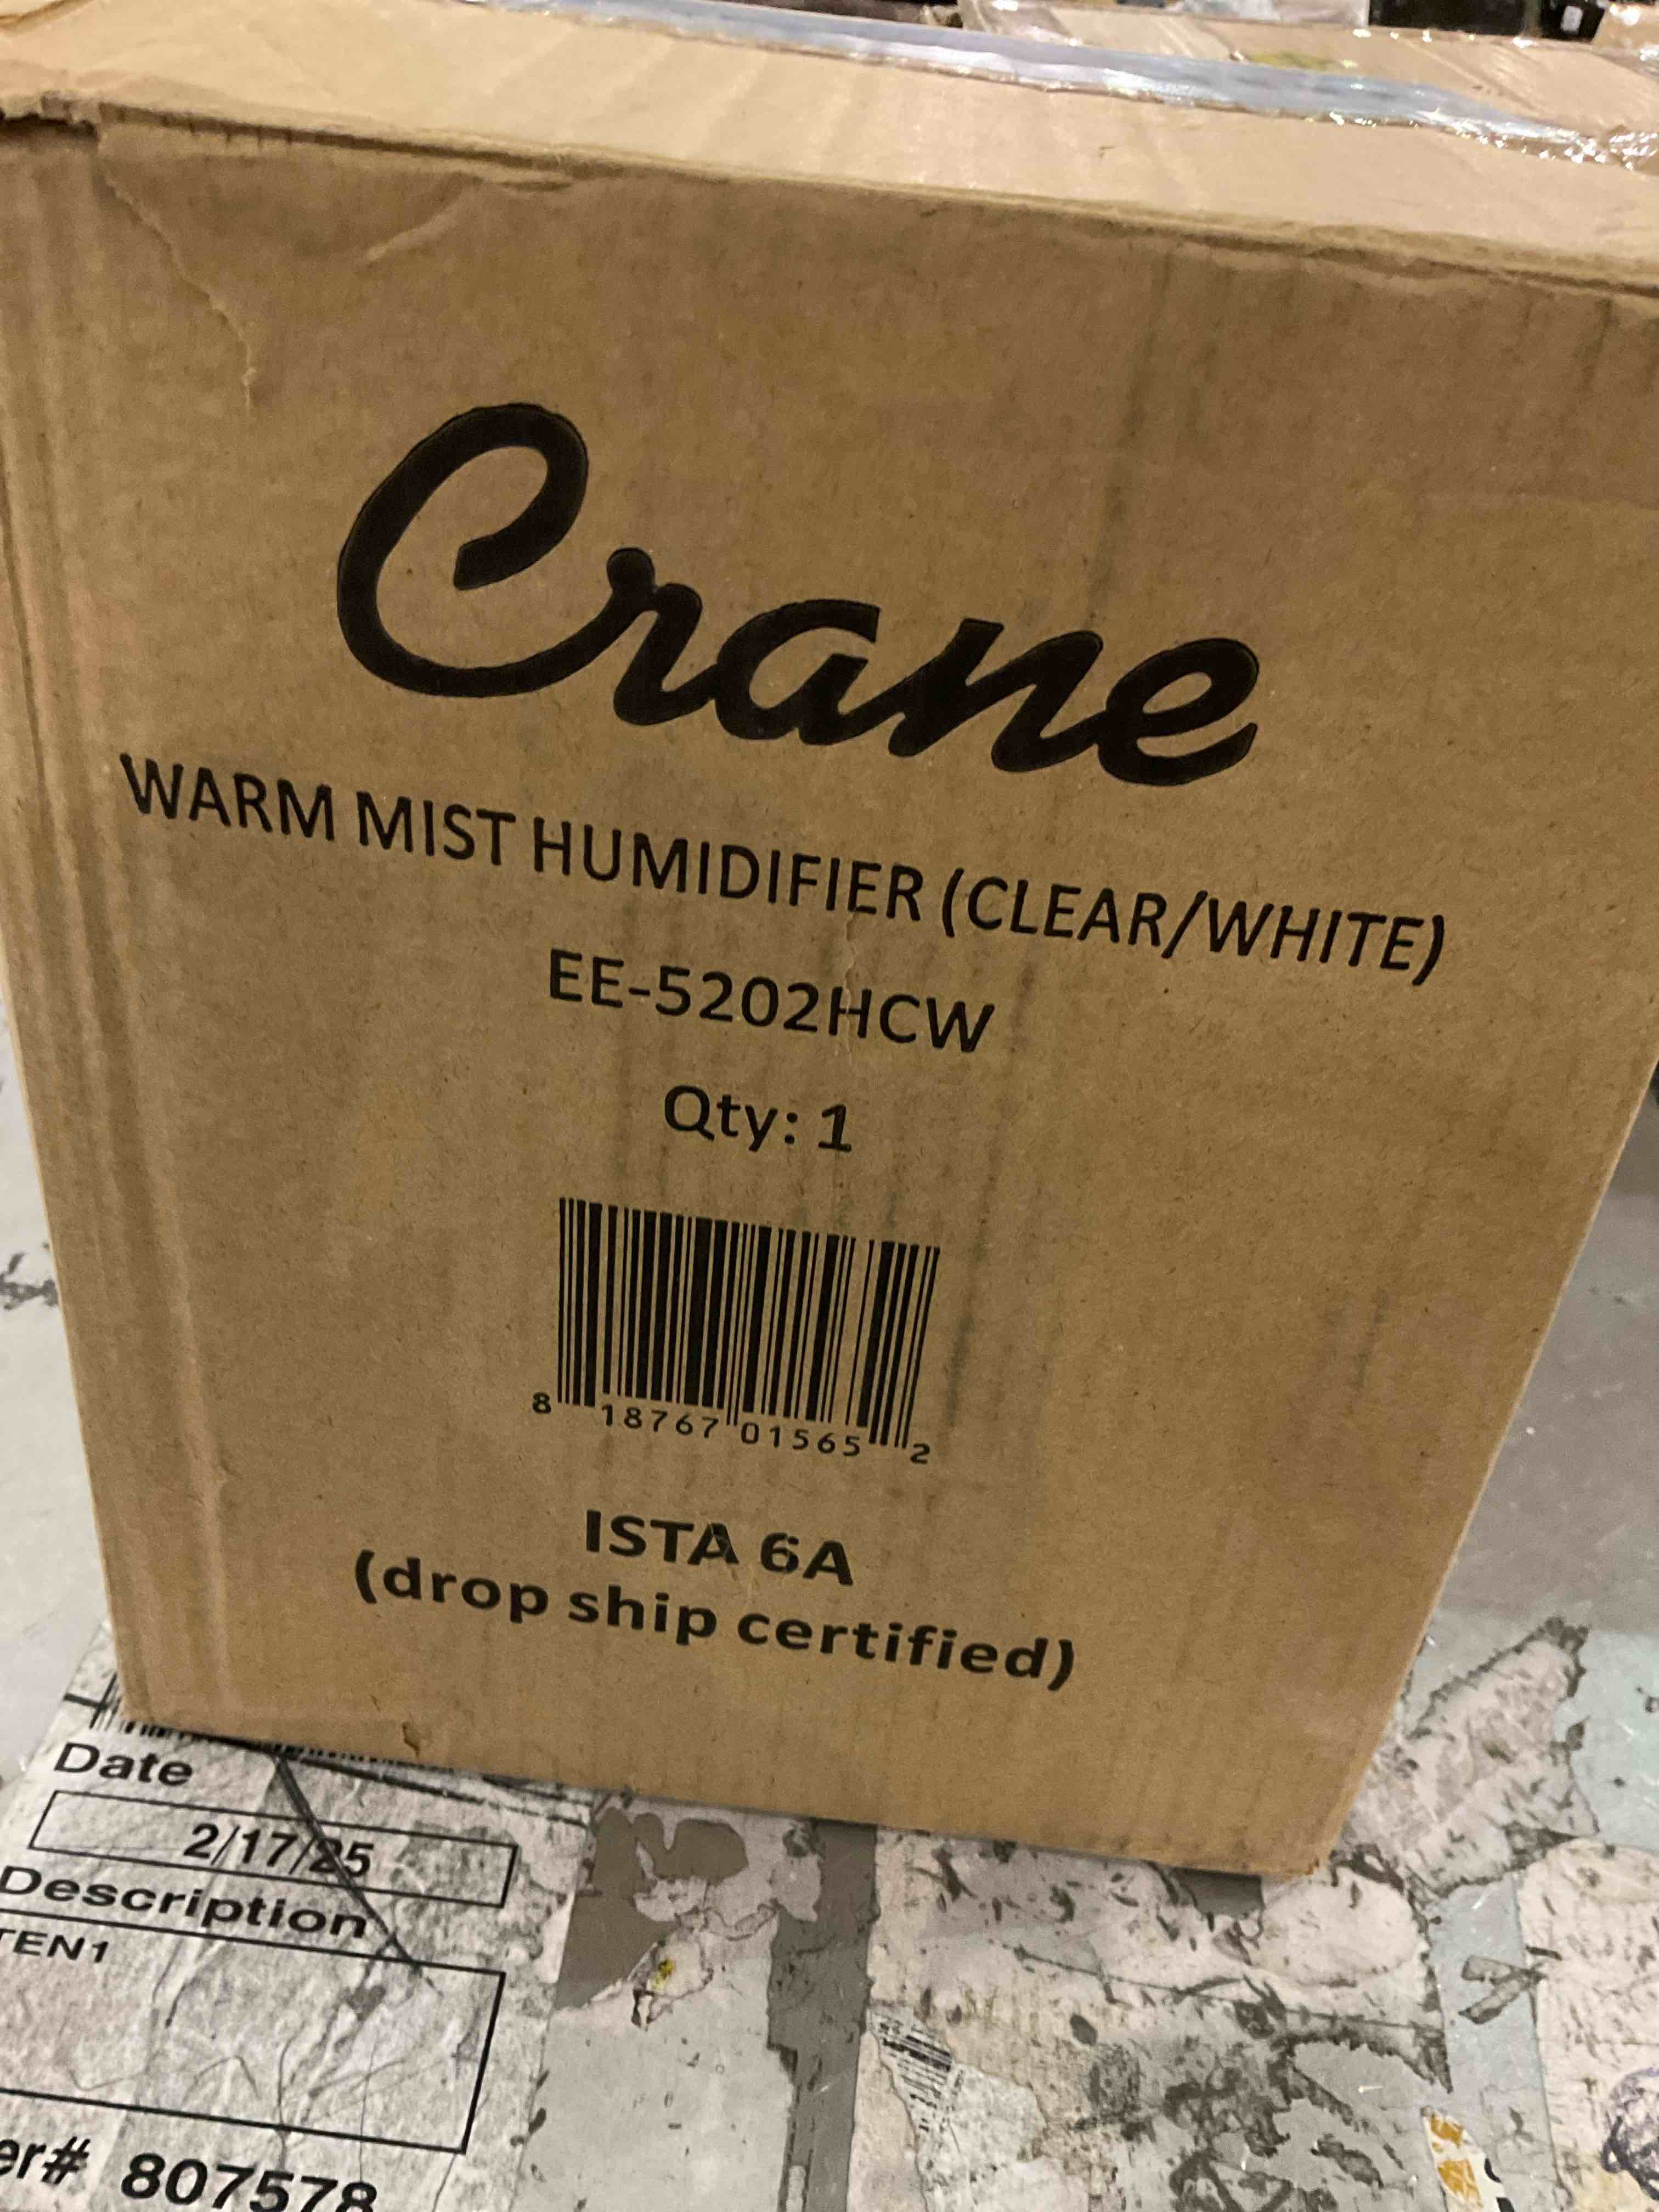 Crane
WARM MIST HUMIDIFIER (CLEAR/WHITE)
EE-5202HCW
Qty: 1
8 18767 01565 2
ISTA 6A
(drop ship certified)
Date
2/17/25
Description
TEN1
er# 807578